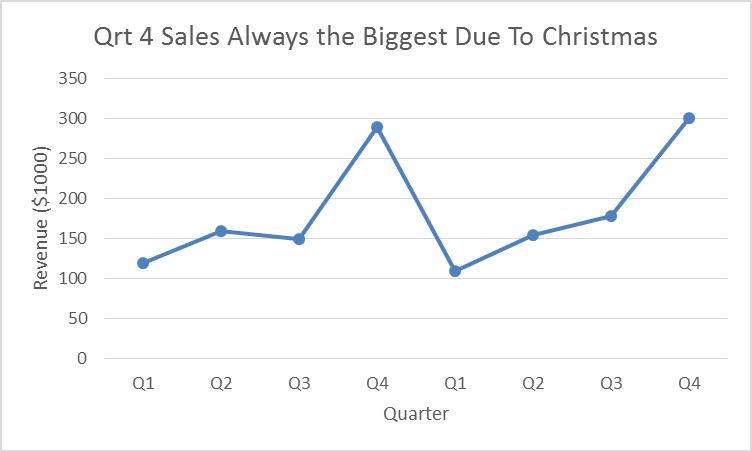 Qrt 4 Sales Always the Biggest Due To Christmas
350
300
250
200
150
100
50
0
Revenue ($1000)
Q1 Q2 Q3 Q4 Q1 Q2 Q3 Q4
Quarter